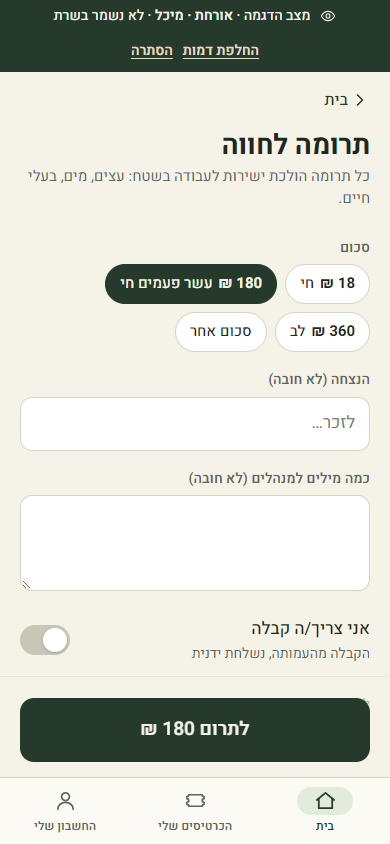 מצב הדגמה · אורחת · מיכל · לא נשמר בשרת
החלפת דמות הסתרה
בית
תרומה לחווה
כל תרומה הולכת ישירות לעבודה בשטח: עצים, מים, בעלי
חיים.
סכום
18 ₪ חי
180 ₪ עשר פעמים חי
360 ₪ לב
סכום אחר
הנצחה (לא חובה)
לזכר...
כמה מילים למנהלים (לא חובה)
אני צריך/ה קבלה
הקבלה מהעמותה, נשלחת ידנית
לתרום 180 ₪
בית
הכרטיסים שלי
החשבון שלי